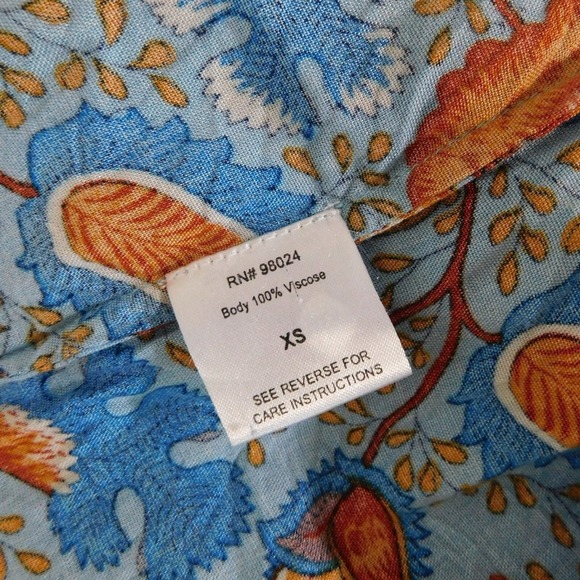 RN# 98024
Body 100% Viscose
XS
SEE REVERSE FOR
CARE INSTRUCTIONS